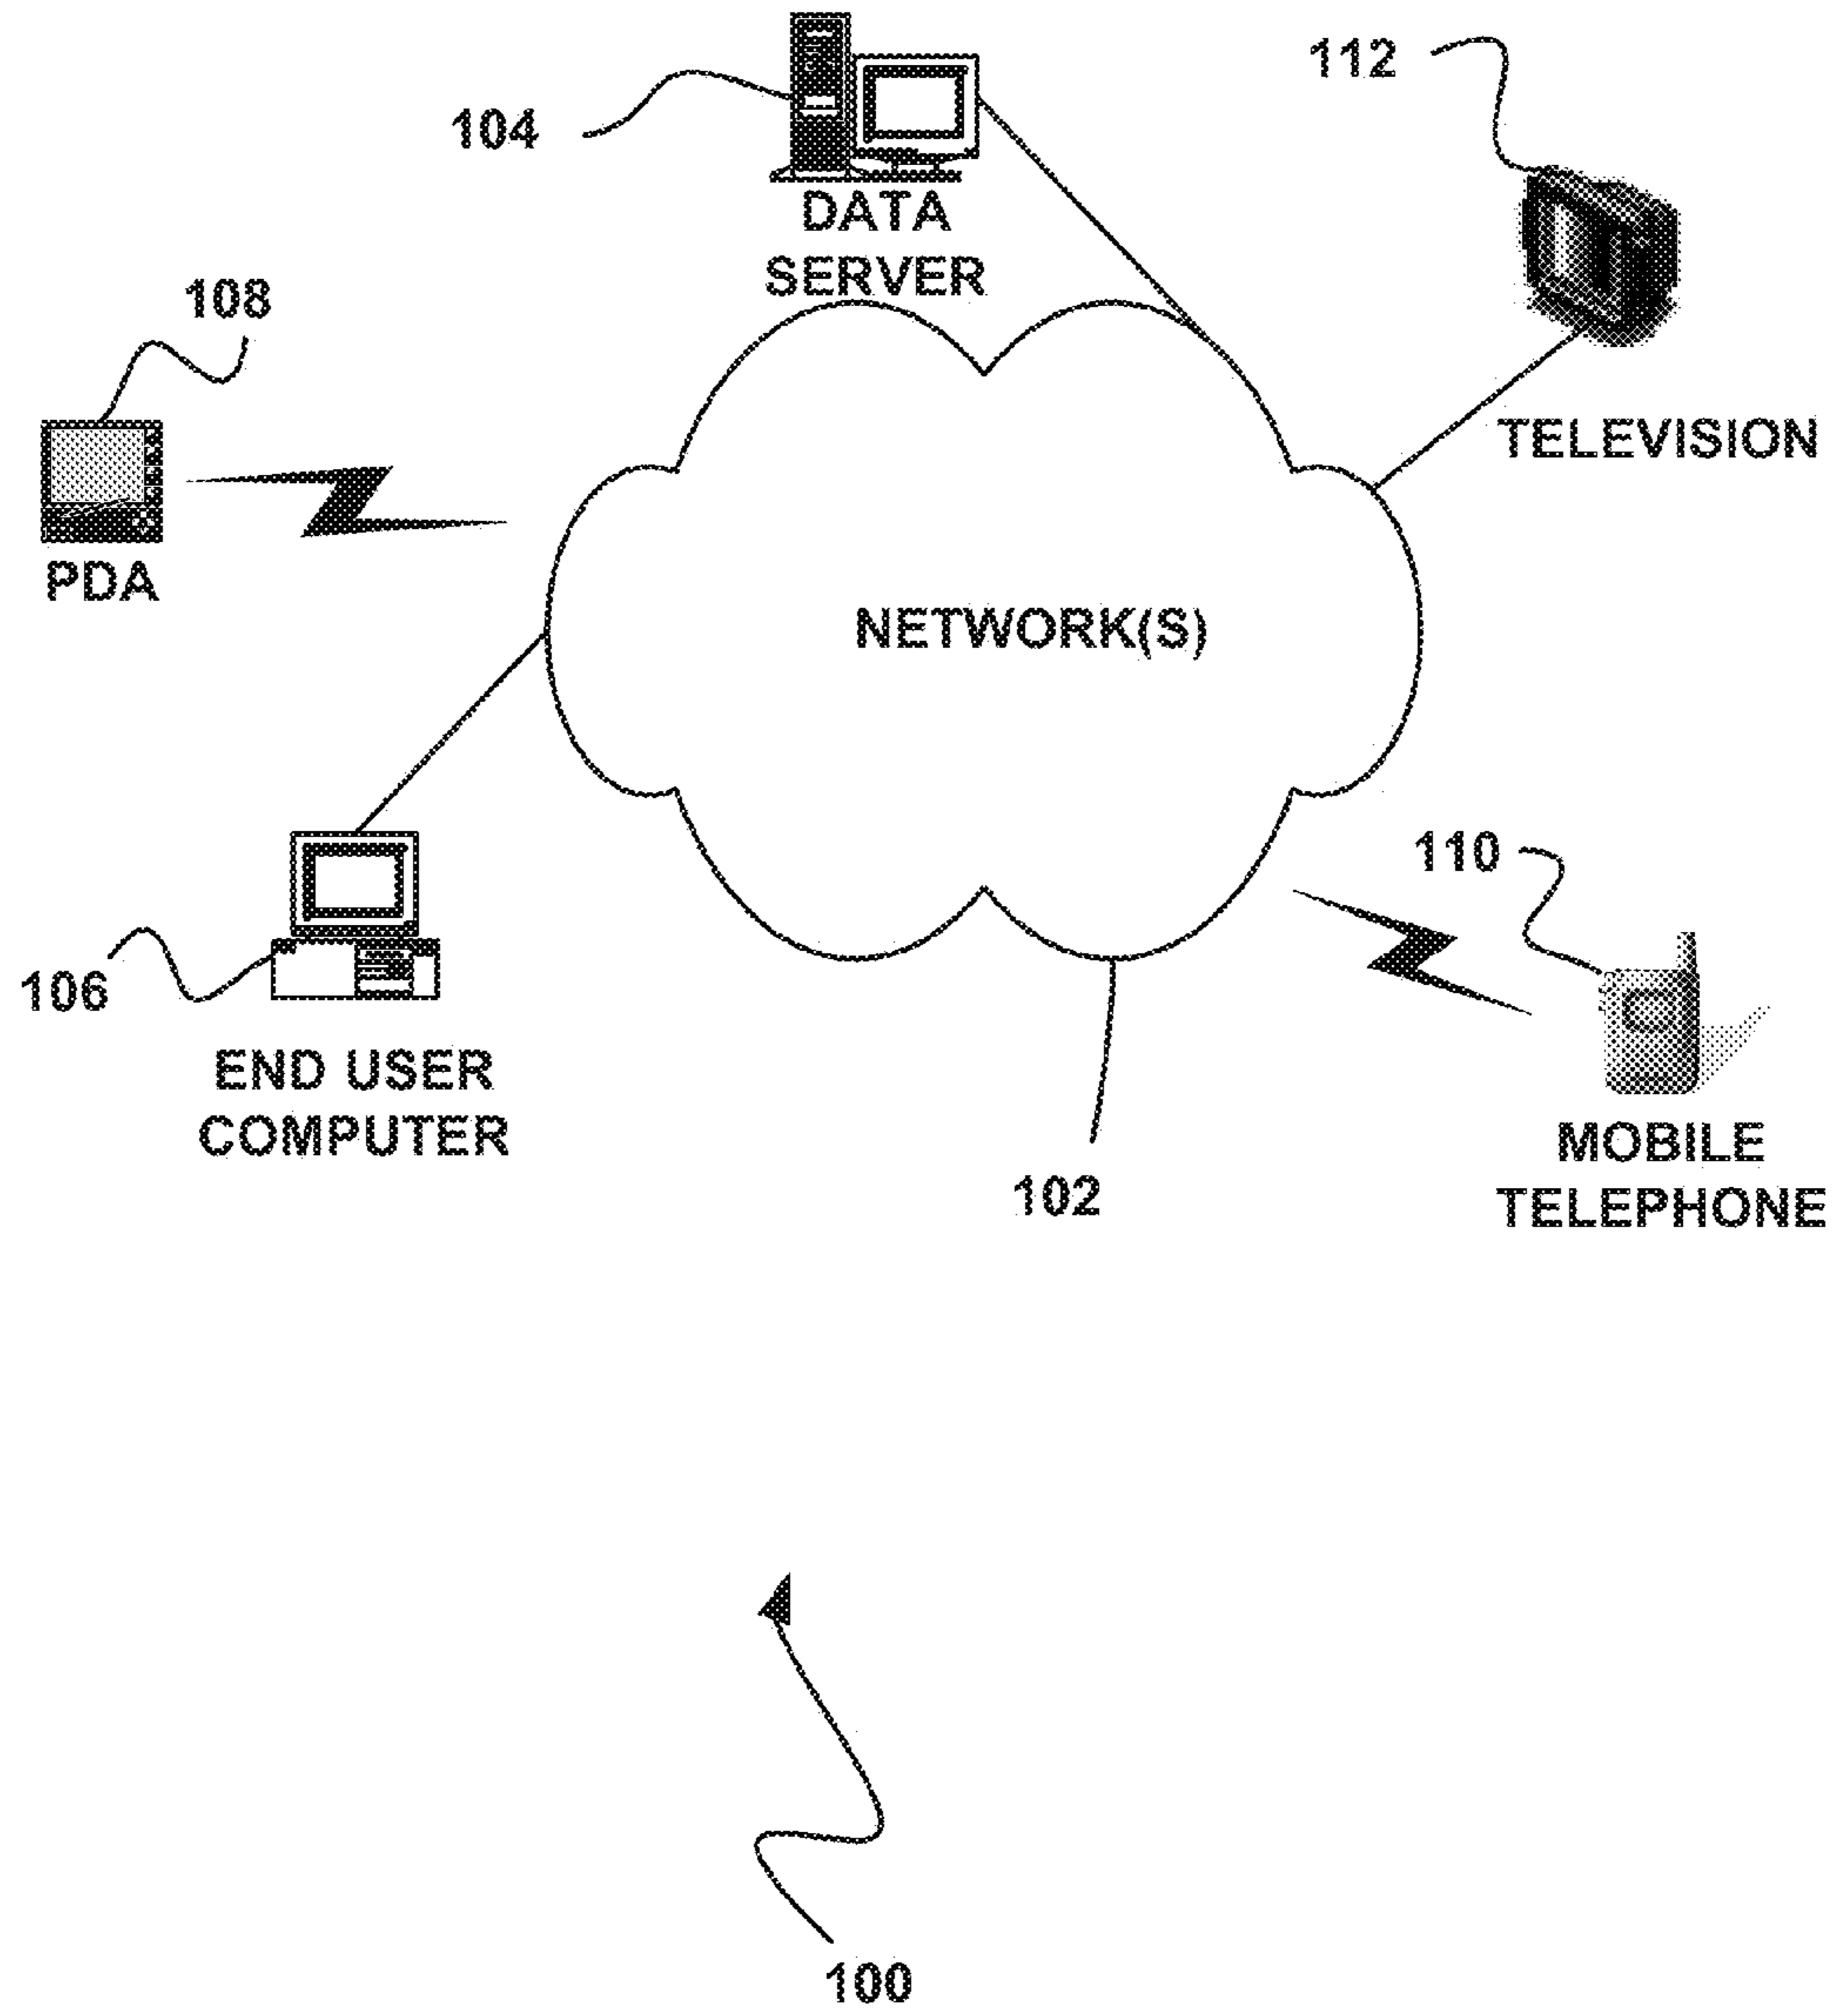 112
104
DATA
SERVER
108
TELEVISION
PDA
NETWORK(S)
110
106
END USER
COMPUTER
MOBILE
TELEPHONE
102
100